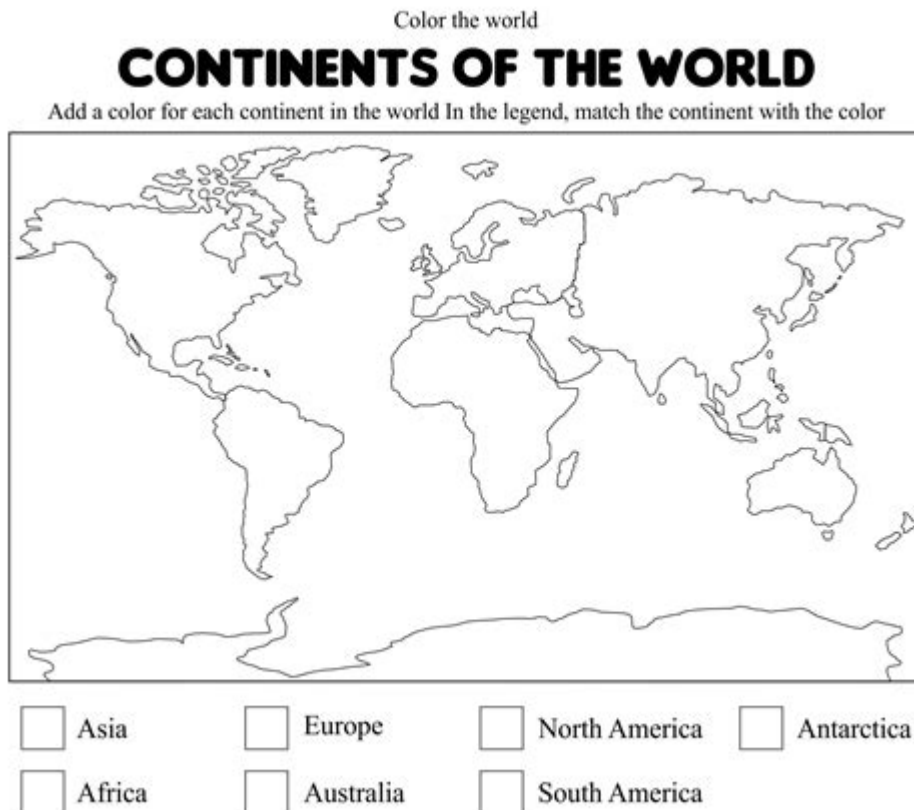 Color the world
CONTINENTS OF THE WORLD
Add a color for each continent in the world In the legend, match the continent with the color
Asia
Europe
North America
Antarctica
Africa
Australia
South America